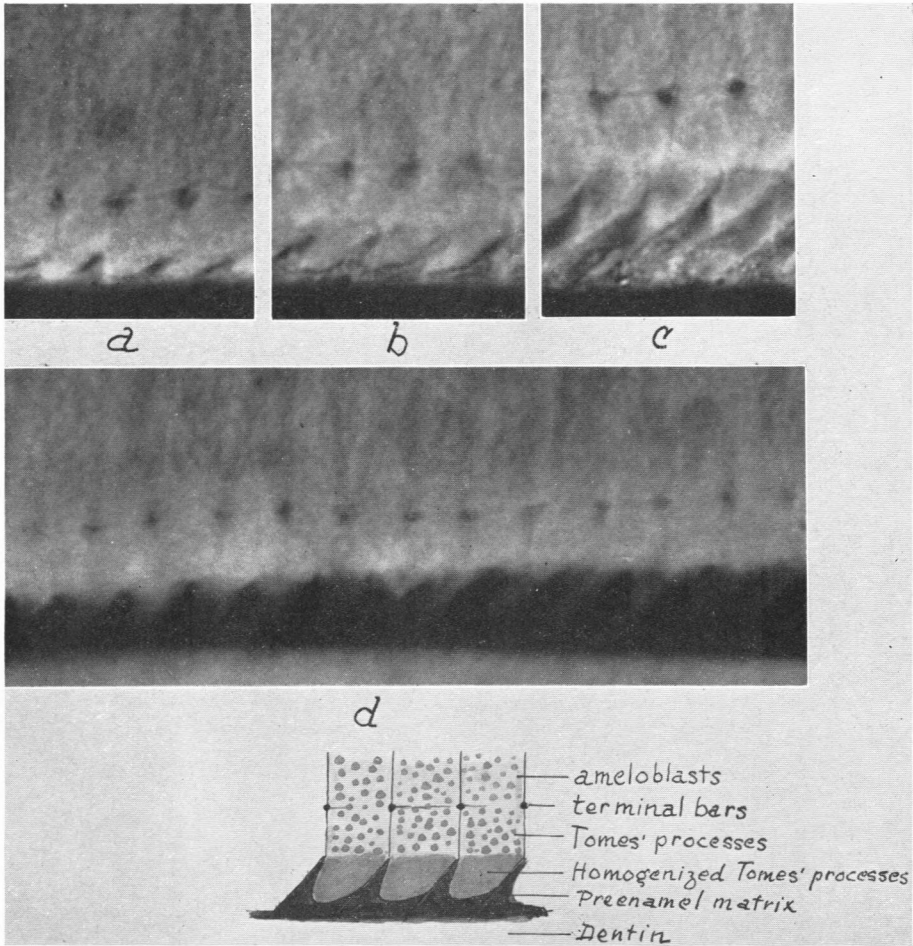 a
b
c
d
ameloblasts
terminal bars
Tomes' processes
Homogenized Tomes' processes
Preenamel matrix
Dentin